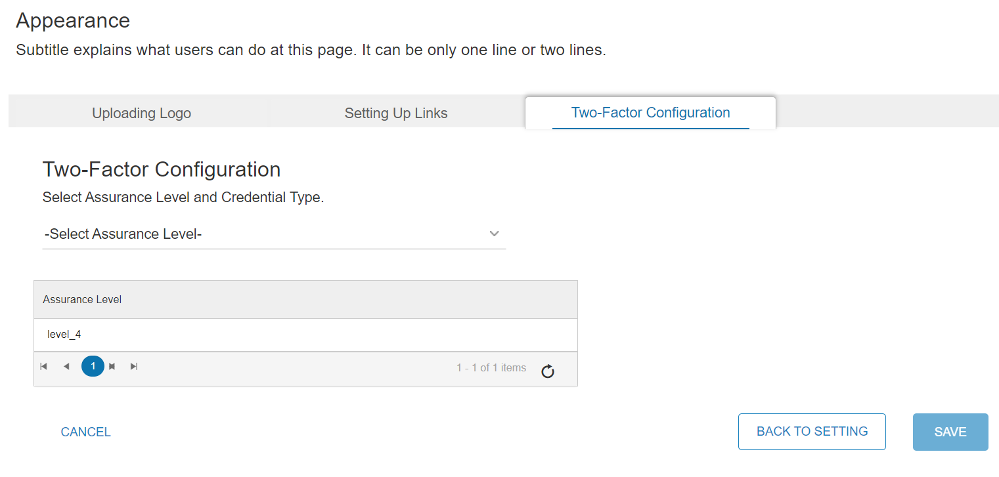 Appearance
Subtitle explains what users can do at this page. It can be only one line or two lines.
Uploading Logo
Setting Up Links
Two-Factor Configuration
Two-Factor Configuration
Select Assurance Level and Credential Type.
-Select Assurance Level-
Assurance Level
level_4
1
1 - 1 of 1 items
CANCEL
BACK TO SETTING
SAVE